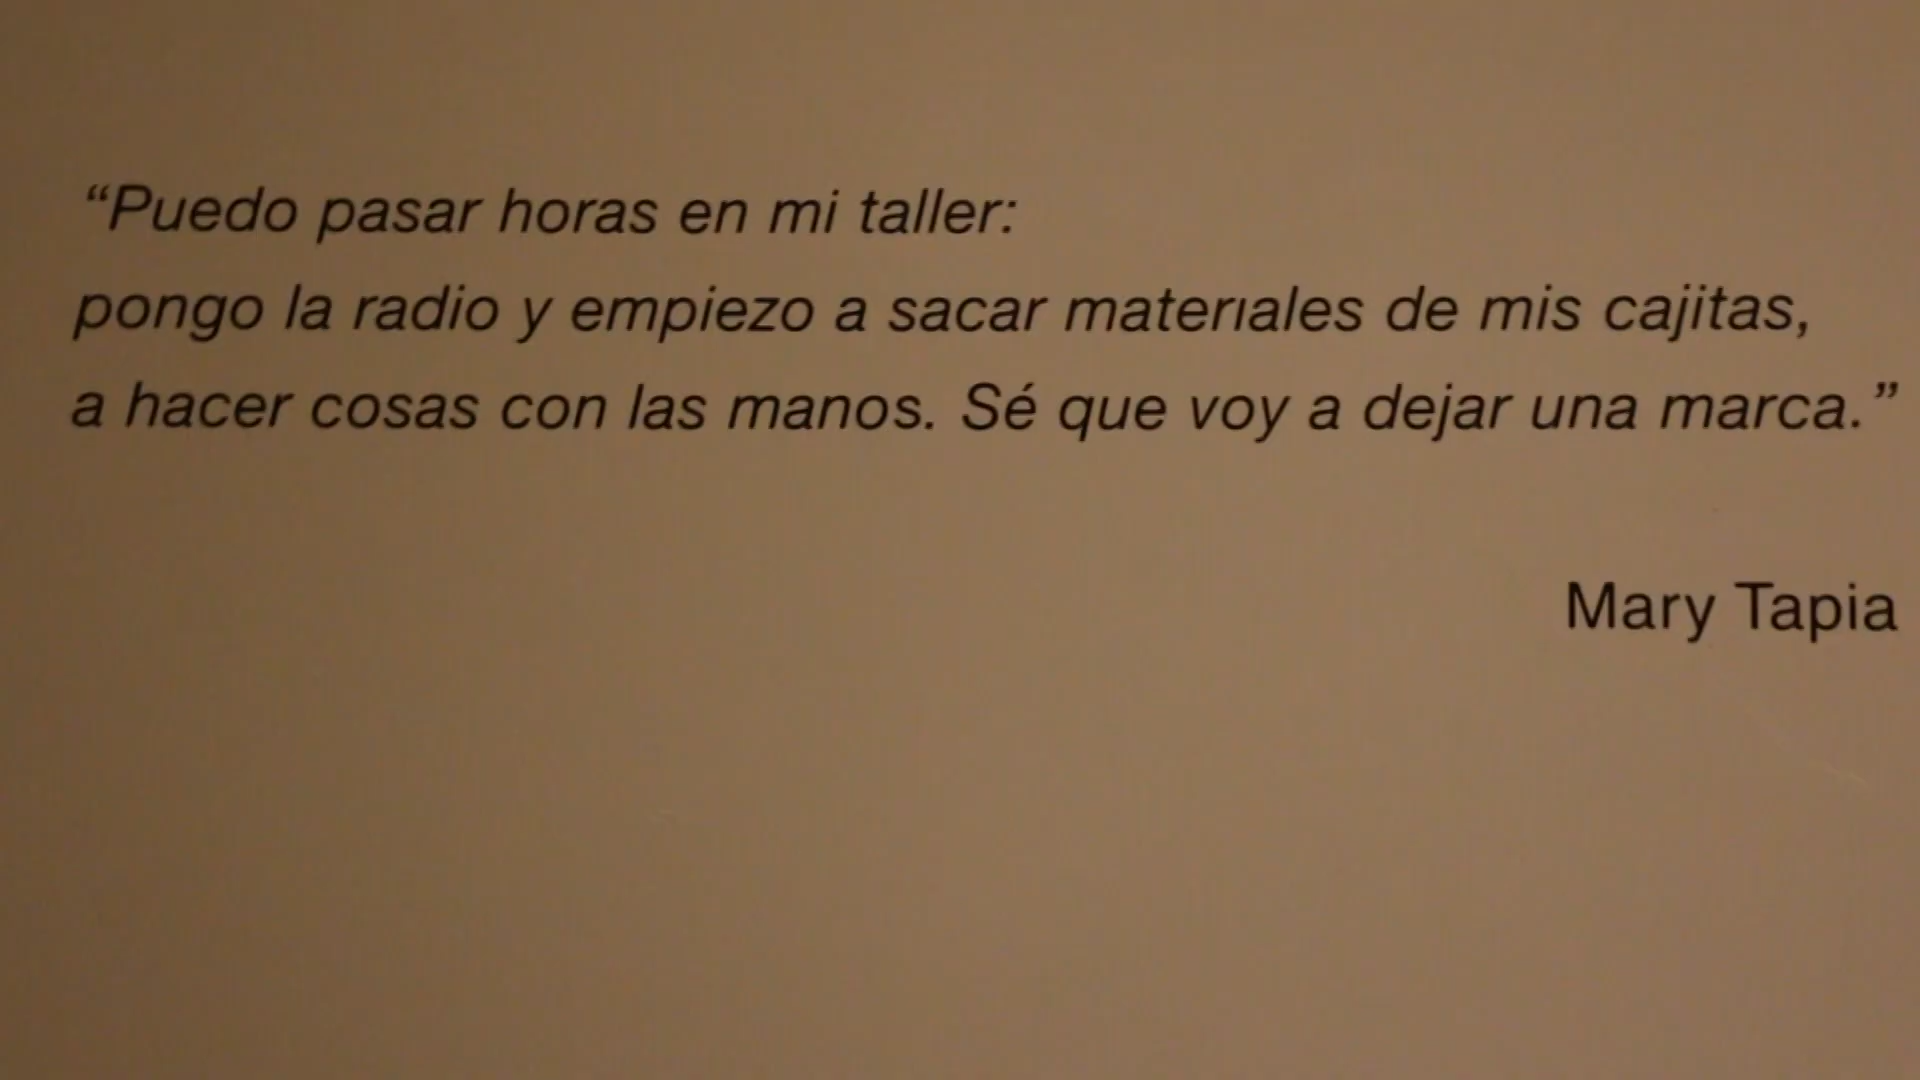 “Puedo pasar horas en mi taller:
pongo la radio y empiezo a sacar materiales de mis cajitas,
a hacer cosas con las manos. Sé que voy a dejar una marca.”
Mary Tapia